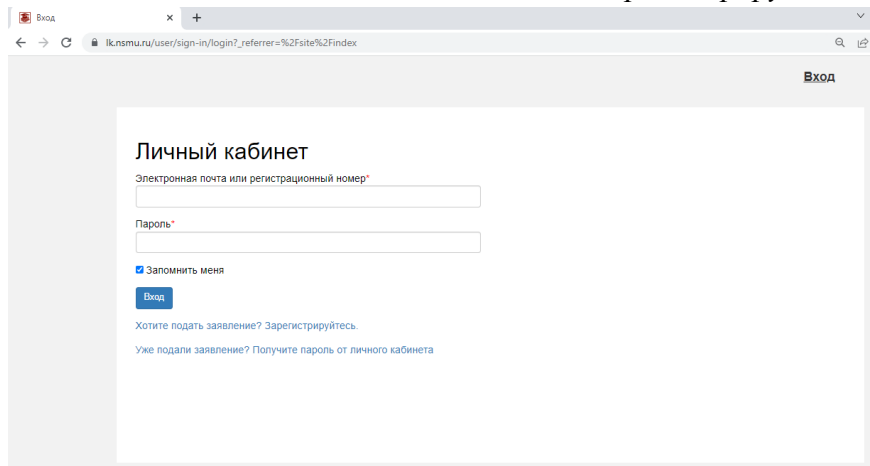 Вход
lk.nsmu.ru/user/sign-in/login?_referrer=%2Fsite%2Findex
Вход
Личный кабинет
Электронная почта или регистрационный номер*
Пароль*
Запомнить меня
Вход
Хотите подать заявление? Зарегистрируйтесь.
Уже подали заявление? Получите пароль от личного кабинета